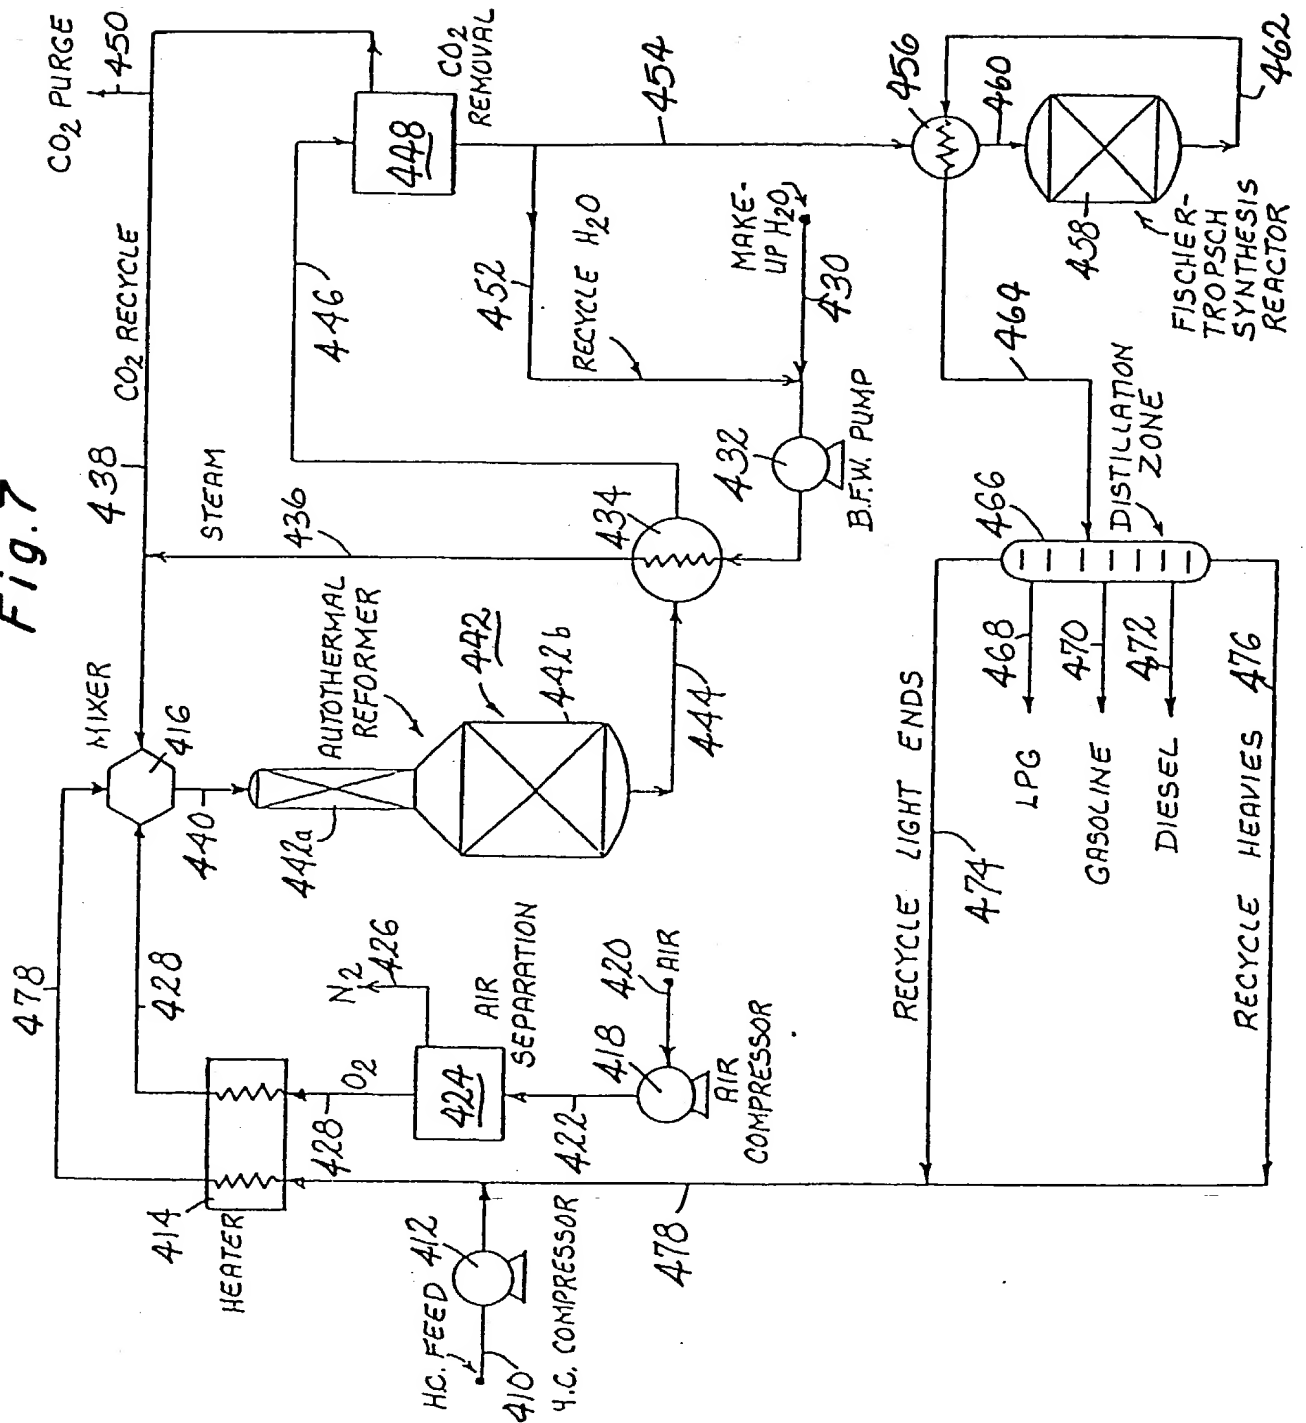 Fig.7
CO2 PURGE
450
CO2 RECYCLE
438
STEAM
436
MIXER
416
478
428
440
442a
AUTOTHERMAL
REFORMER
442
442b
444
434
446
448
CO2
REMOVAL
454
452
RECYCLE H2O
MAKE-
UP H2O
430
432
B.F.W. PUMP
456
460
462
458
FISCHER-
TROPSCH
SYNTHESIS
REACTOR
464
466
DISTILLATION
ZONE
468
LPG
470
GASOLINE
472
DIESEL
RECYCLE LIGHT ENDS
474
RECYCLE HEAVIES 476
414
HEATER
428
O2
N2
426
424
AIR
SEPARATION
422
418
420
AIR
AIR
COMPRESSOR
H.C. FEED
412
410
H.C. COMPRESSOR
478